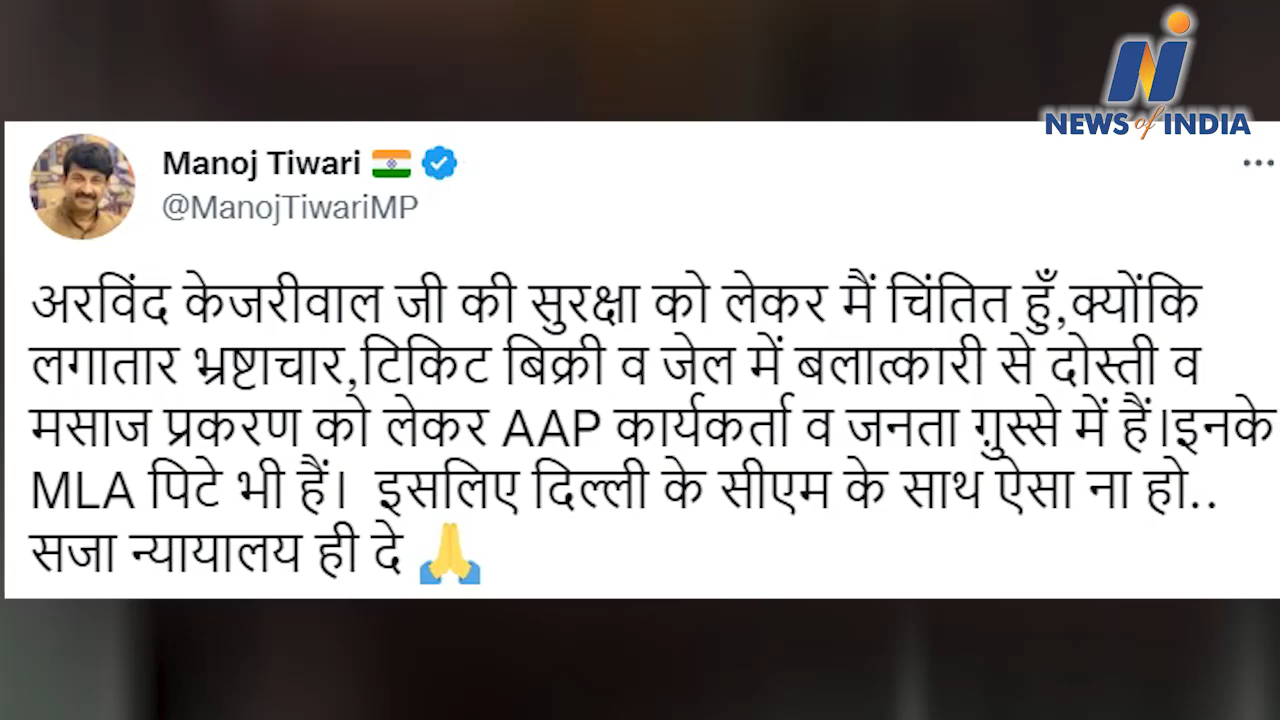 NEWS of INDIA
Manoj Tiwari
@ManojTiwariMP
अरविंद केजरीवाल जी की सुरक्षा को लेकर मैं चिंतित हुँ,क्योंकि
लगातार भ्रष्टाचार,टिकिट बिक्री व जेल में बलात्कारी से दोस्ती व
मसाज प्रकरण को लेकर AAP कार्यकर्ता व जनता ग़ुस्से में हैं।इनके
MLA पिटे भी हैं। इसलिए दिल्ली के सीएम के साथ ऐसा ना हो..
सजा न्यायालय ही दे 🙏